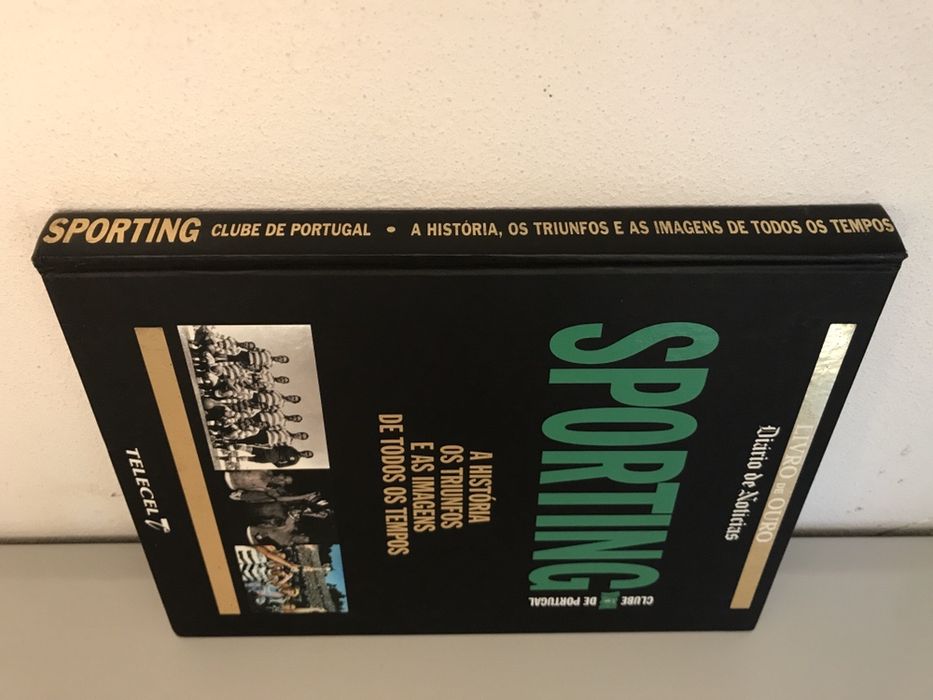 SPORTING CLUBE DE PORTUGAL • A HISTÓRIA, OS TRIUNFOS E AS IMAGENS DE TODOS OS TEMPOS
LIVRO DE OURO
Diário de Notícias
SPORTING
CLUBE DE PORTUGAL
A HISTÓRIA
OS TRIUNFOS
E AS IMAGENS
DE TODOS OS TEMPOS
TELECEL